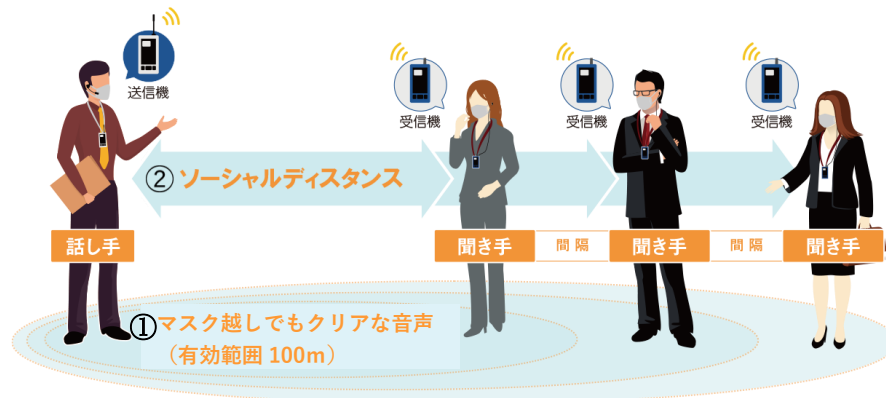 送信機
受信機
受信機
受信機
② ソーシャルディスタンス
話し手
聞き手
間隔
聞き手
間隔
聞き手
①マスク越しでもクリアな音声
（有効範囲 100m）